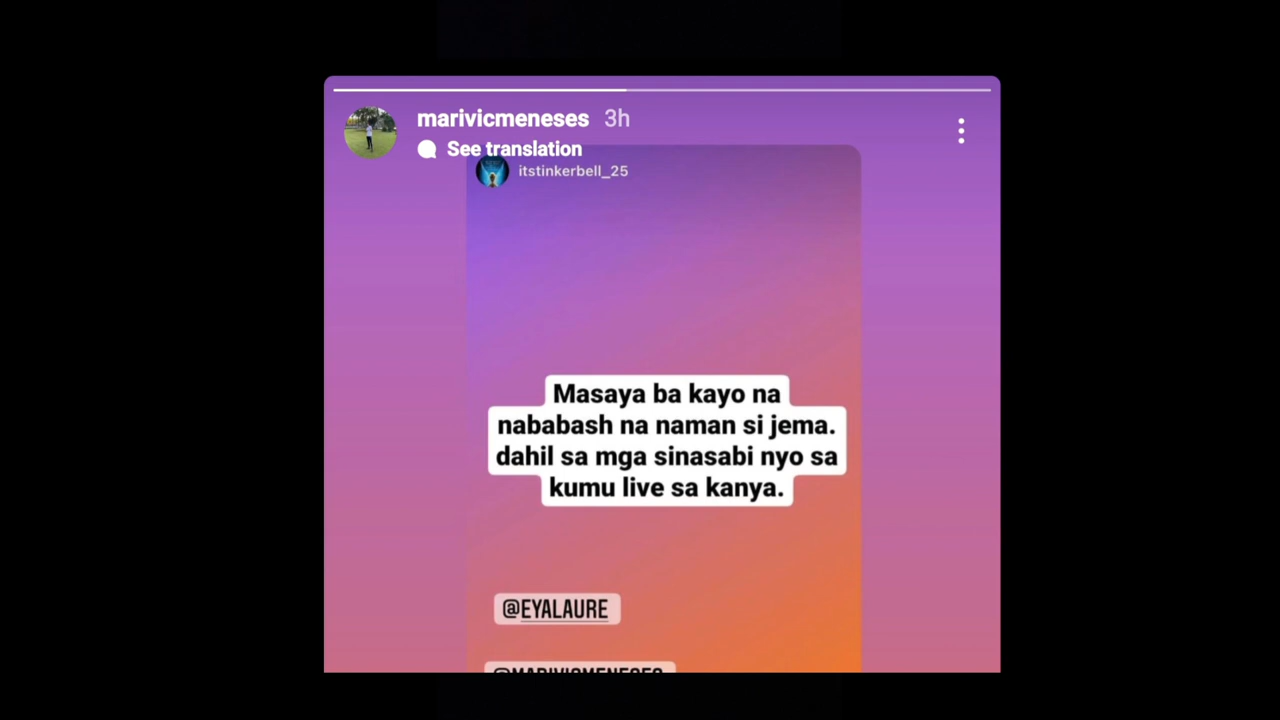 marivicmeneses 3h
See translation
itstinkerbell_25
Masaya ba kayo na
nababash na naman si jema.
dahil sa mga sinasabi nyo sa
kumu live sa kanya.
@EYALAURE
@MARIVICMENESES